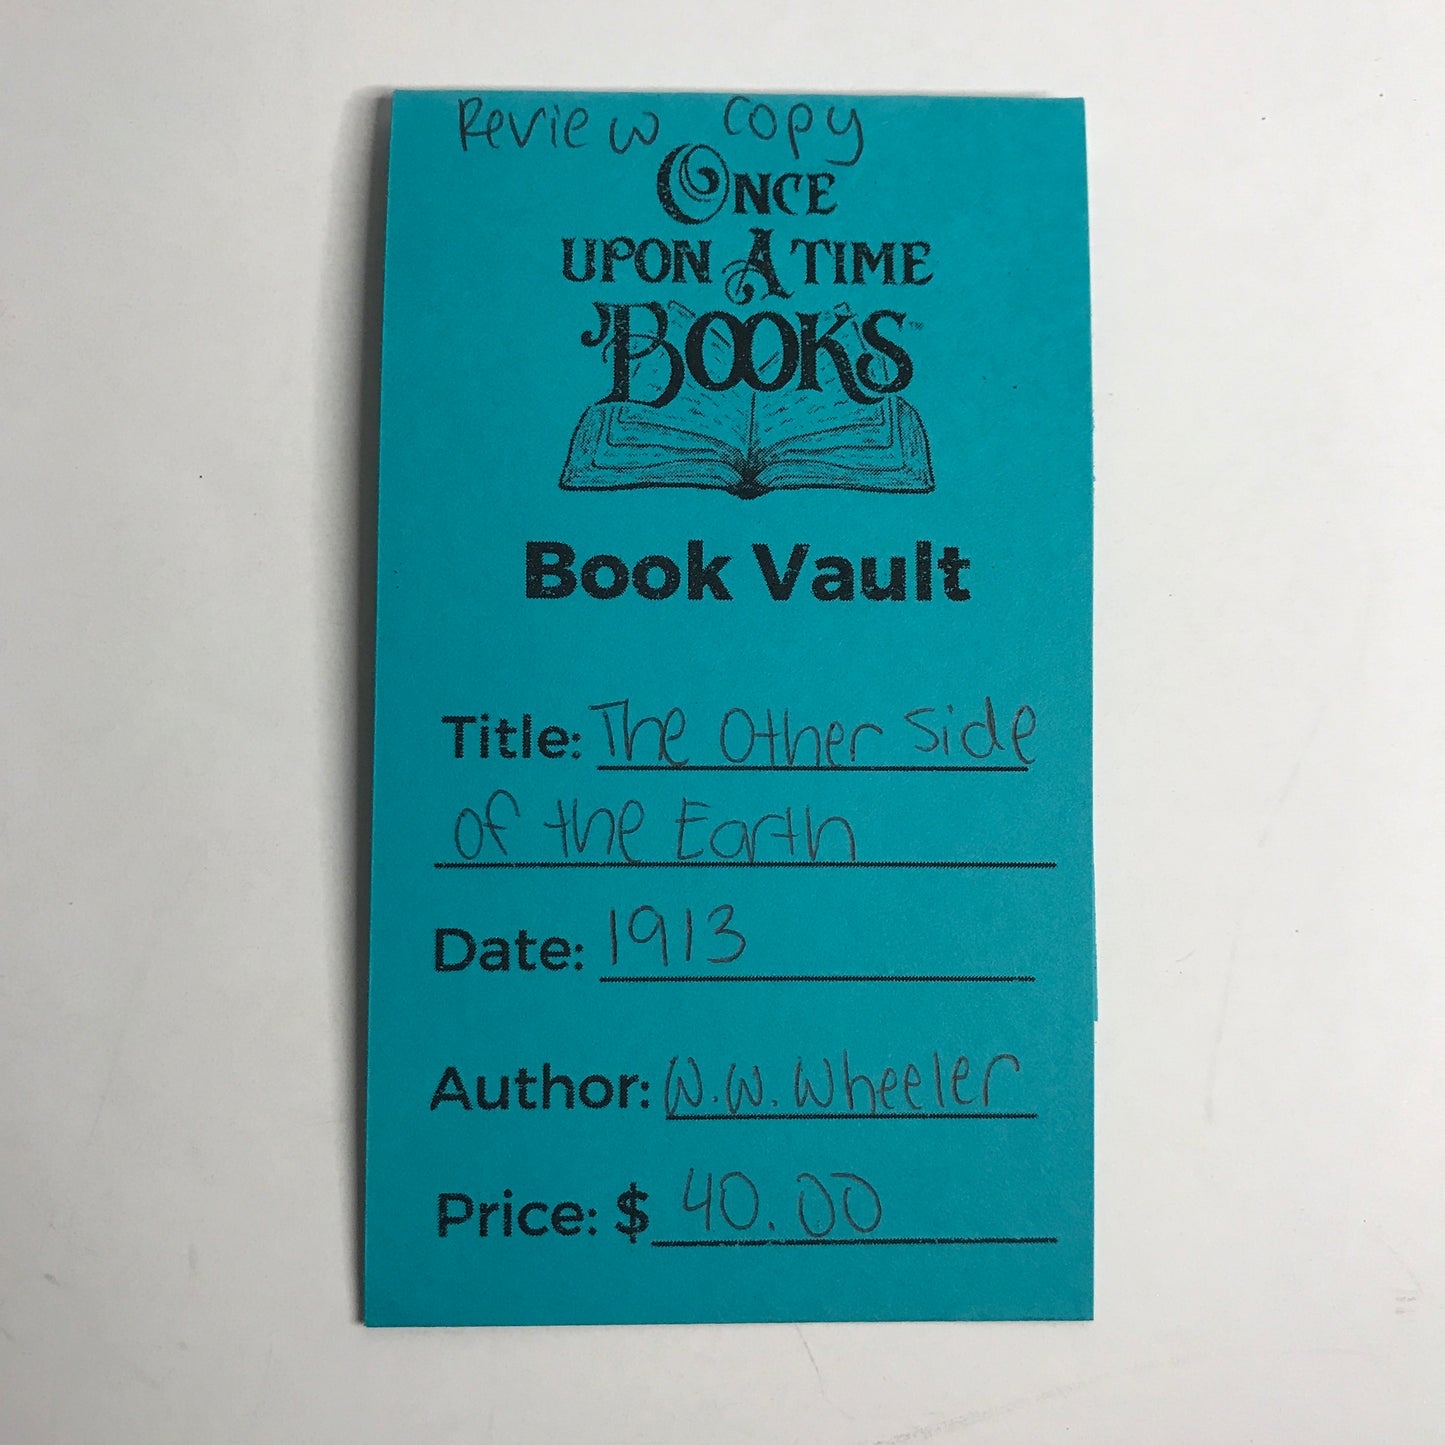 Review Copy
ONCE
UPON A TIME
BOOKS™
Book Vault
Title: The Other Side
of the Earth
Date: 1913
Author: W.W. Wheeler
Price: $ 40.00